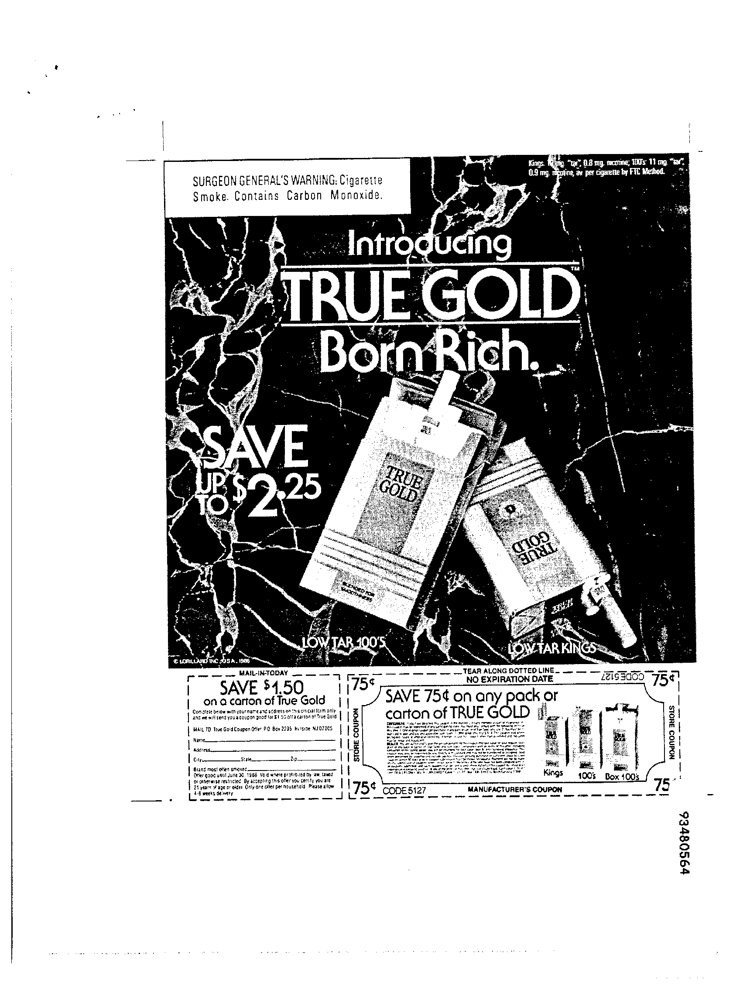 SURGEON GENERAL'S WARNING: Cigarette
Smoke Contains Carbon Monoxide.
Kings mg. "tar", 0.8 mg. nicotine; 100's: 11 mg. "tar",
0.9 mg. nicotine, av. per cigarette by FTC Method.
Introducing
TRUE GOLD™
Born Rich.
SAVE
UP TO $2.25
TRUE
GOLD
TRUE
GOLD
BLENDED FOR
SMOOTHNESS
LOW TAR 100'S
LOW TAR KINGS
© LORILLARD INC., U.S.A., 1986
MAIL-IN-TODAY
SAVE $1.50
on a carton of True Gold
Complete below with your name and address on this official form only
and we will send you a coupon good for $1.50 off a carton of True Gold
MAIL TO: True Gold Coupon Offer P.O. Box 2235 Hillside NJ 07205
Name
Address
City State Zip
Brand most often smoked
Offer good until June 30, 1986. Void where prohibited by law, taxed
or otherwise restricted. By accepting this offer you certify you are
21 years of age or older. Only one offer per household. Please allow
4-8 weeks delivery
TEAR ALONG DOTTED LINE
NO EXPIRATION DATE
CODE 5127
75¢
75¢
SAVE 75¢ on any pack or
carton of TRUE GOLD
STORE COUPON
STORE COUPON
Kings
100's
Box 100's
75¢
CODE 5127
MANUFACTURER'S COUPON
75
93480564